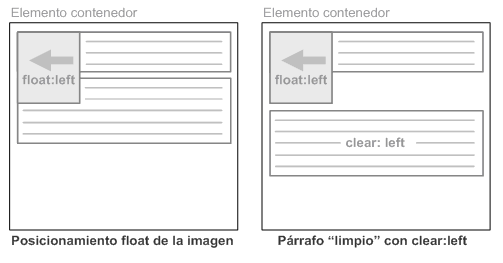 Elemento contenedor
float:left
Posicionamiento float de la imagen
Elemento contenedor
float:left
clear: left
Párrafo “limpio” con clear:left